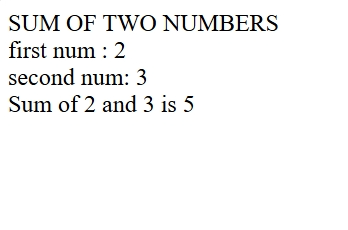 SUM OF TWO NUMBERS
first num : 2
second num: 3
Sum of 2 and 3 is 5